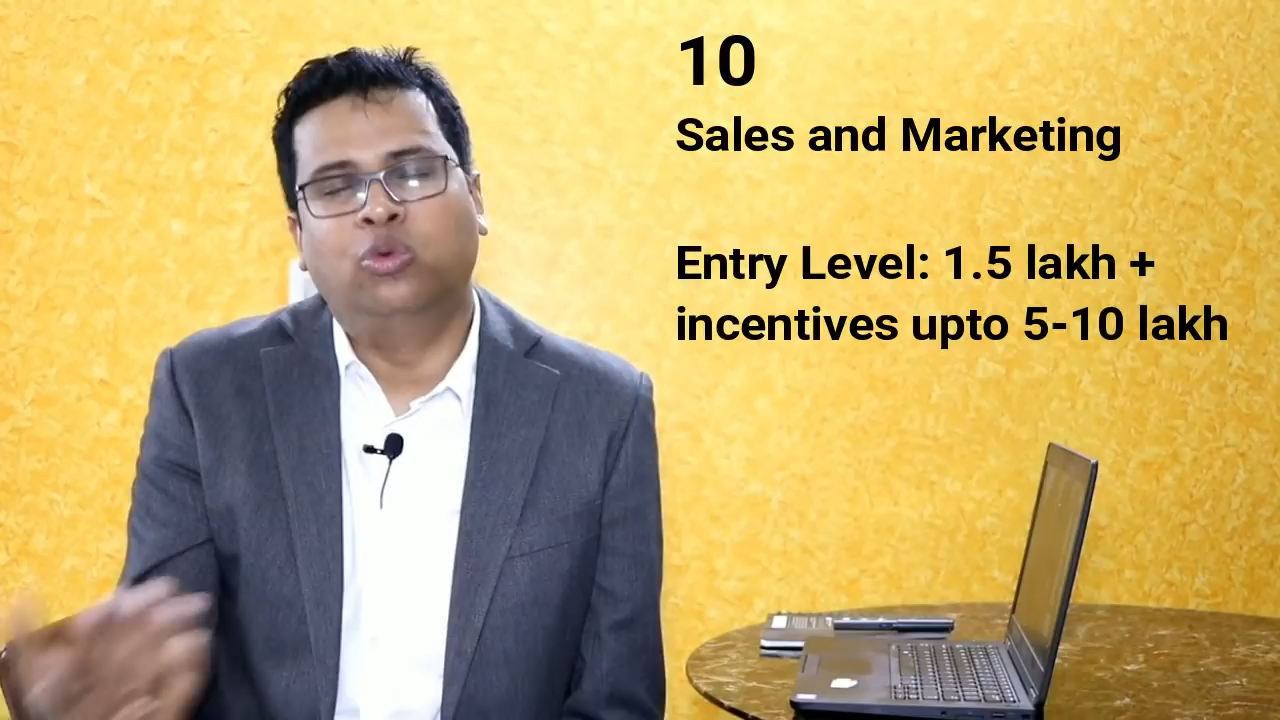 10
Sales and Marketing
Entry Level: 1.5 lakh +
incentives upto 5-10 lakh